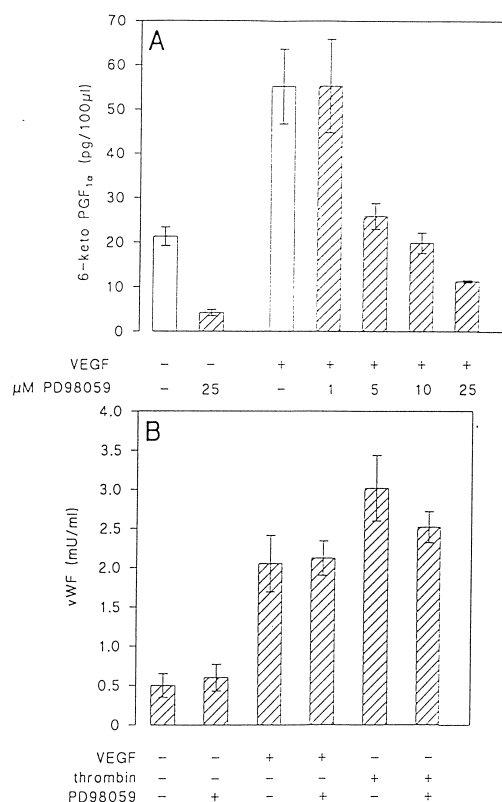 A
70
60
50
40
30
20
10
0
6-keto PGF1α (pg/100µl)
VEGF – – + + + + +
µM PD98059 – 25 – 1 5 10 25
B
4.0
3.5
3.0
2.5
2.0
1.5
1.0
0.5
0
vWF (mU/ml)
VEGF – – + + – –
thrombin – – – – + +
PD98059 – + – + – +